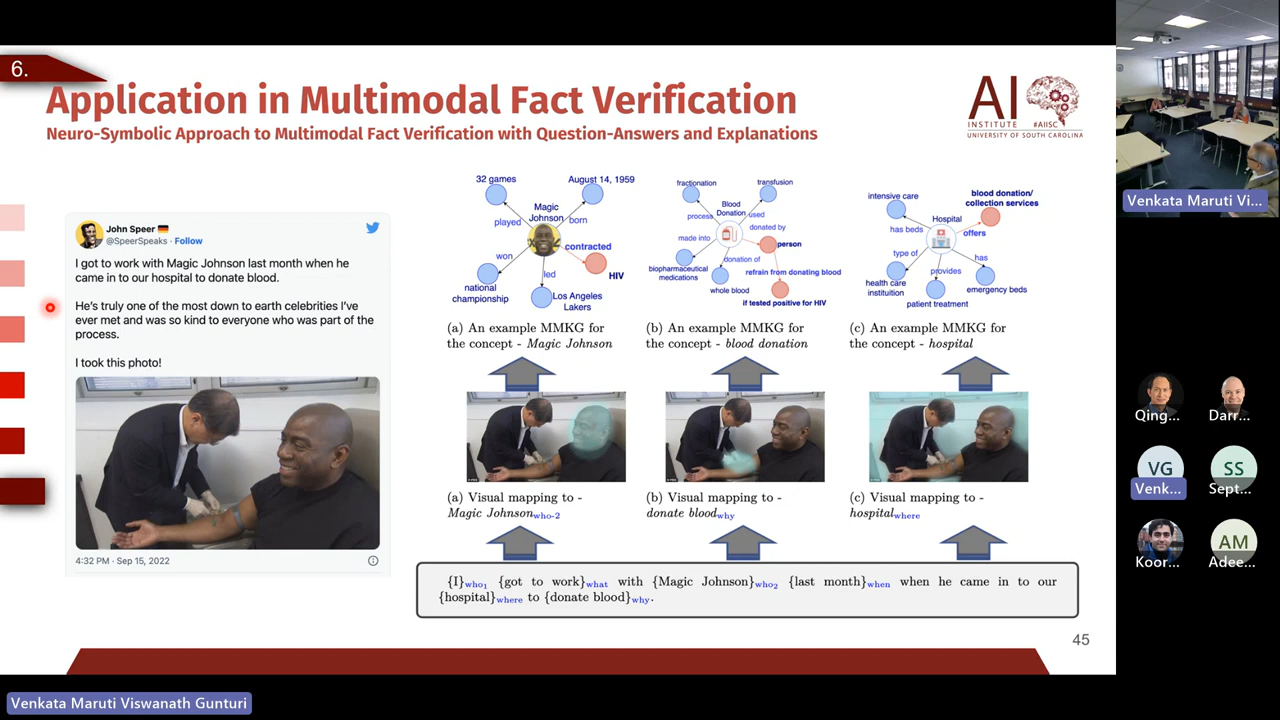 6.
Application in Multimodal Fact Verification
Neuro-Symbolic Approach to Multimodal Fact Verification with Question-Answers and Explanations
AI
INSTITUTE #AIISC
UNIVERSITY OF SOUTH CAROLINA
John Speer
@SpeerSpeaks · Follow
I got to work with Magic Johnson last month when he
came in to our hospital to donate blood.
He's truly one of the most down to earth celebrities I've
ever met and was so kind to everyone who was part of the
process.
I took this photo!
4:32 PM · Sep 15, 2022
32 games
August 14, 1959
Magic
Johnson
played
born
contracted
HIV
won
led
national
championship
Los Angeles
Lakers
(a) An example MMKG for
the concept - Magic Johnson
fractionation
transfusion
Blood
Donation
process
used
donated by
person
made into
donation of
refrain from donating blood
biopharmaceutical
medications
whole blood
if tested positive for HIV
(b) An example MMKG for
the concept - blood donation
intensive care
blood donation/
collection services
Hospital
has beds
offers
type of
provides
has
health care
instituition
patient treatment
emergency beds
(c) An example MMKG for
the concept - hospital
(a) Visual mapping to -
Magic Johnson who-2
(b) Visual mapping to -
donate blood why
(c) Visual mapping to -
hospital where
{I}who1 {got to work}what with {Magic Johnson}who2 {last month}when when he came in to our
{hospital}where to {donate blood}why.
45
Venkata Maruti Vi...
Qing...
Darr...
VG
Venk...
SS
Sept...
Koor...
AM
Adee...
Venkata Maruti Viswanath Gunturi